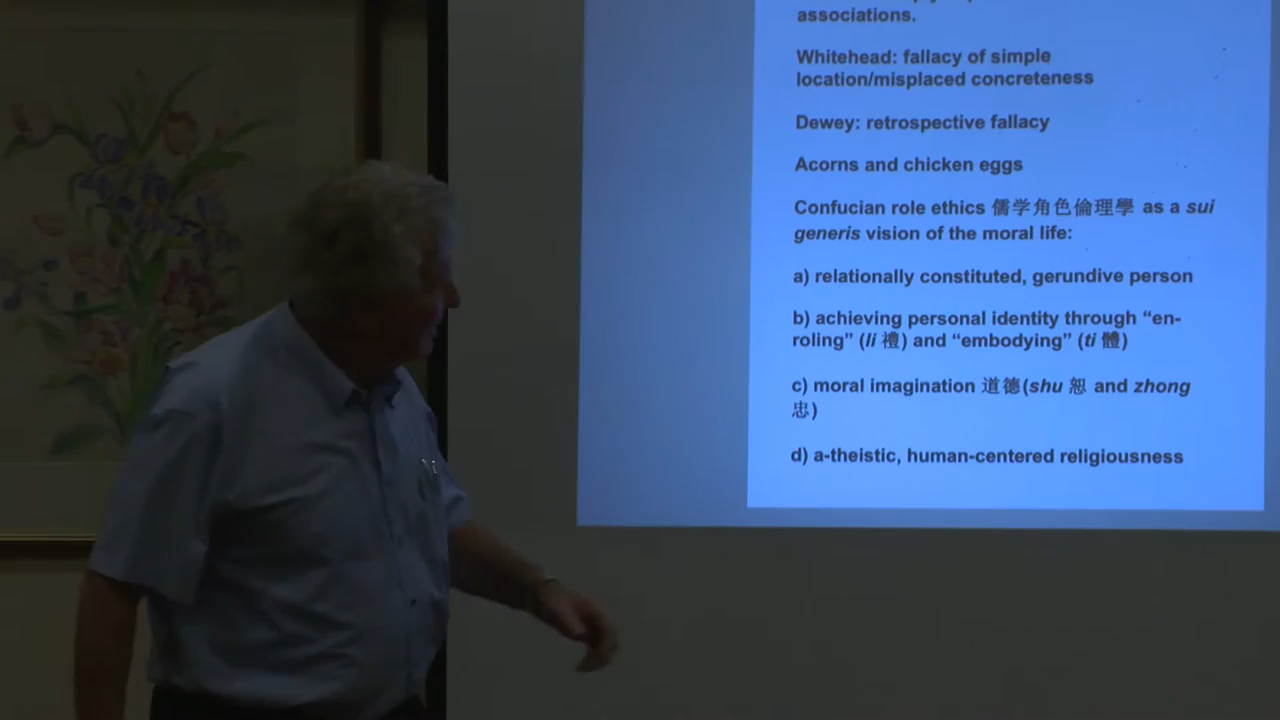 associations.
Whitehead: fallacy of simple
location/misplaced concreteness
Dewey: retrospective fallacy
Acorns and chicken eggs
Confucian role ethics 儒学角色倫理學 as a sui
generis vision of the moral life:
a) relationally constituted, gerundive person
b) achieving personal identity through “en-
roling” (li 禮) and “embodying” (ti 體)
c) moral imagination 道德(shu 恕 and zhong
忠)
d) a-theistic, human-centered religiousness